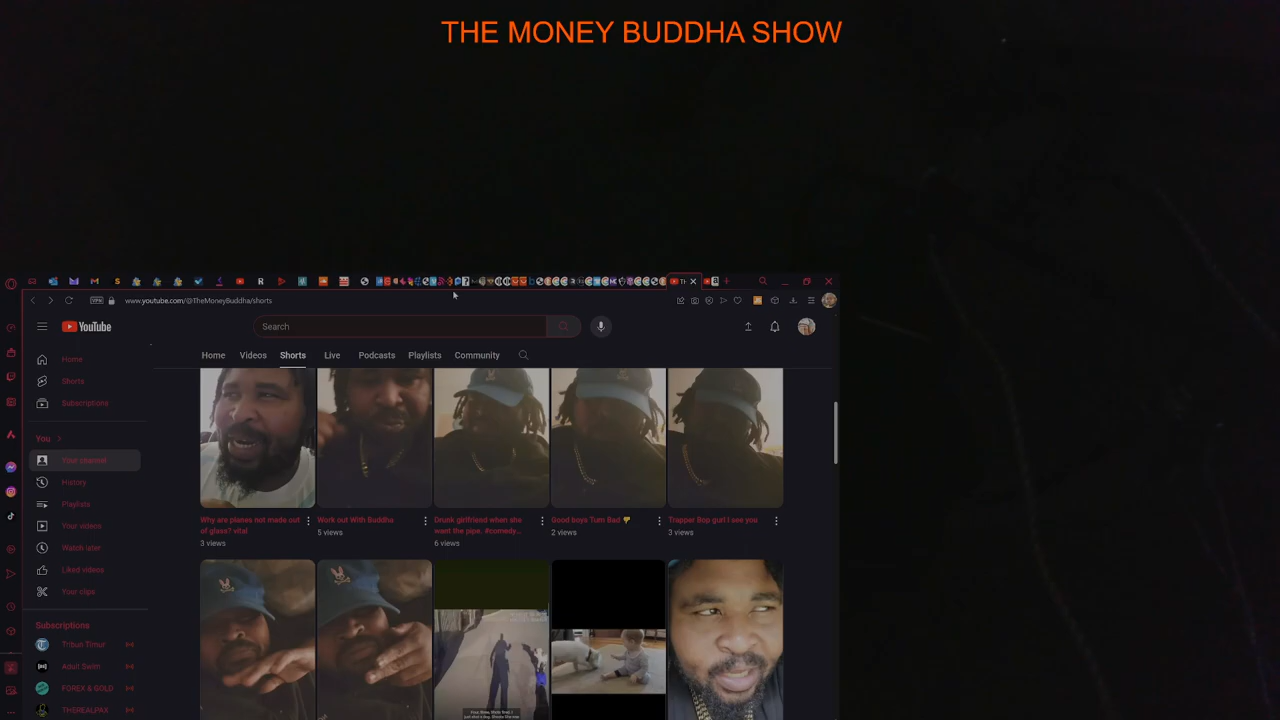 THE MONEY BUDDHA SHOW
VPN
www.youtube.com/@TheMoneyBuddha/shorts
YouTube
Search
Home
Videos
Shorts
Live
Podcasts
Playlists
Community
Home
Shorts
Subscriptions
You
Your channel
History
Playlists
Your videos
Watch later
Liked videos
Your clips
Subscriptions
Tribun Timur
Adult Swim
FOREX & GOLD
THEREALPAX
Why are planes not made out
of glass? vital
3 views
Work out With Buddha
5 views
Drunk girlfriend when she
want the pipe. #comedy...
6 views
Good boys Turn Bad 👎
2 views
Trapper Bop gurl I see you
3 views